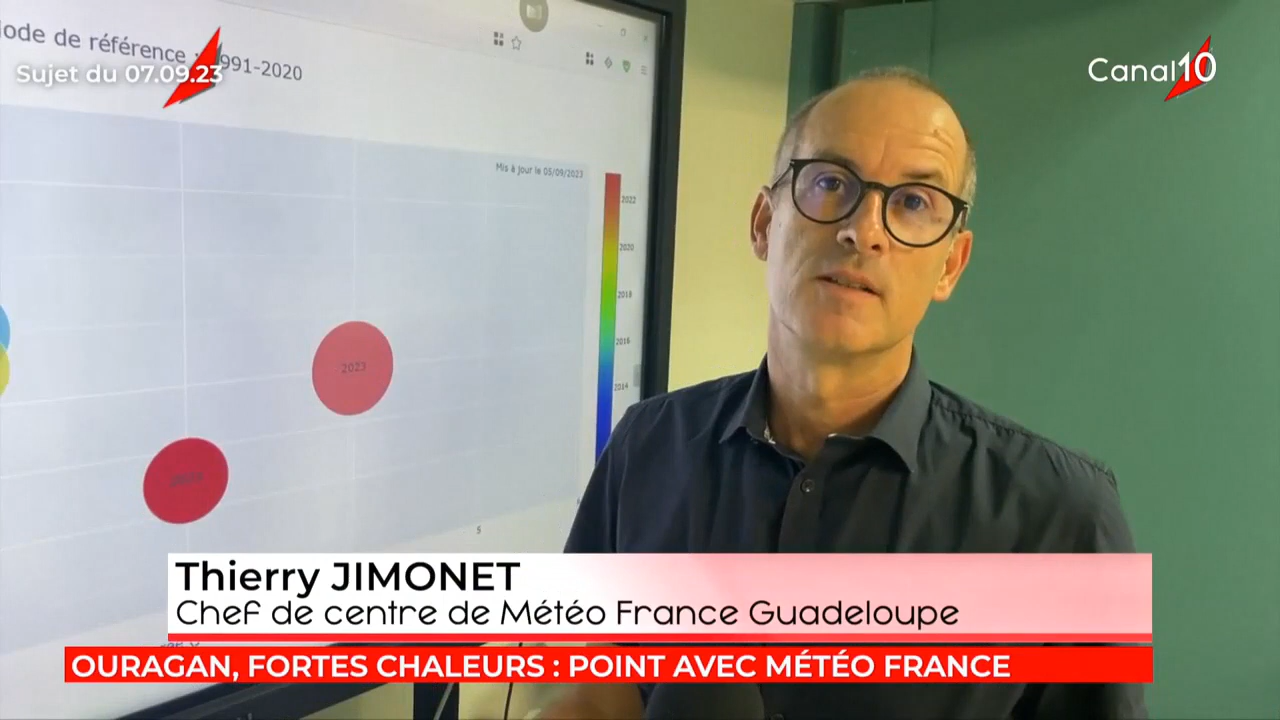 de de référence : 1991-2020
Sujet du 07.09.23
Canal10
Mis à jour le 05/09/2023
2022
2020
2018
2016
2014
2023
5
Thierry JIMONET
Chef de centre de Météo France Guadeloupe
OURAGAN, FORTES CHALEURS : POINT AVEC MÉTÉO FRANCE